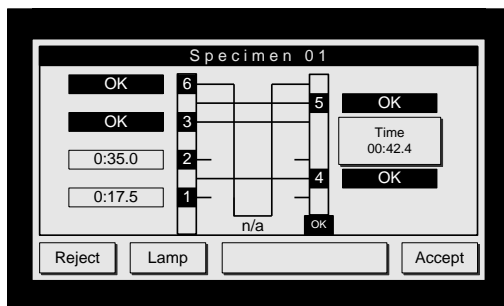 Specimen 01
OK 6
5 OK
OK 3
Time
00:42.4
0:35.0 2
4 OK
0:17.5 1
n/a OK
Reject Lamp Accept